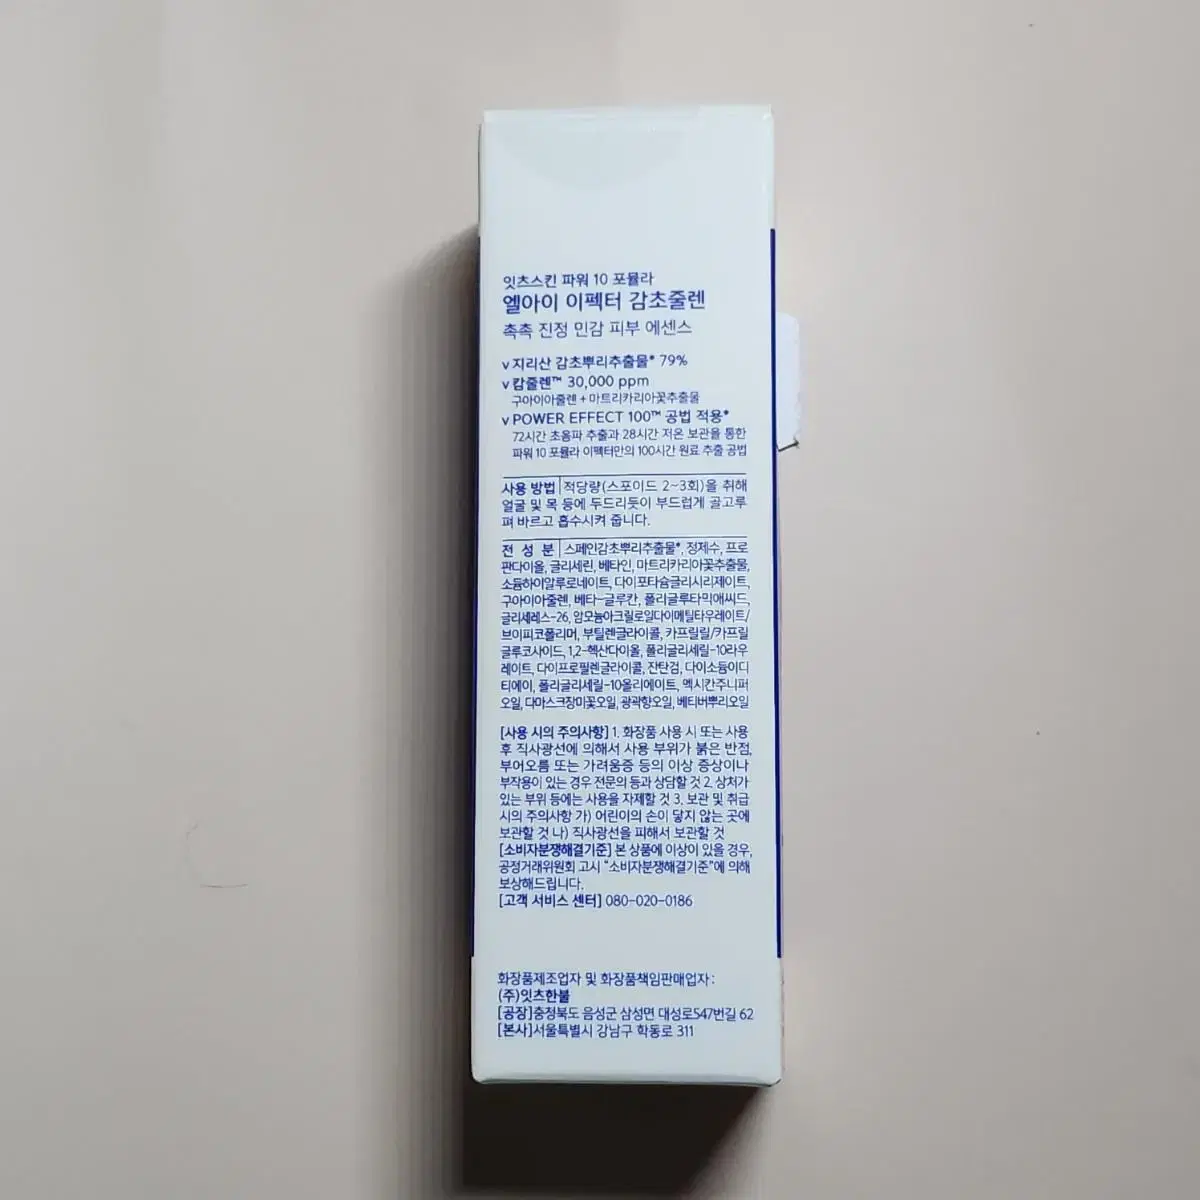 잇츠스킨 파워 10 포뮬라
엘아이 이펙터 감초줄렌
촉촉 진정 민감 피부 에센스
v 지리산 감초뿌리추출물* 79%
v 캄줄렌™ 30,000 ppm
구아이아줄렌 + 마트리카리아꽃추출물
v POWER EFFECT 100™ 공법 적용*
72시간 초음파 추출과 28시간 저온 보관을 통한
파워 10 포뮬라 이펙터만의 100시간 원료 추출 공법
사용 방법 | 적당량(스포이드 2~3회)을 취해
얼굴 및 목 등에 두드리듯이 부드럽게 골고루
펴 바르고 흡수시켜 줍니다.
전 성 분 | 스페인감초뿌리추출물*, 정제수, 프로
판다이올, 글리세린, 베타인, 마트리카리아꽃추출물,
소듐하이알루로네이트, 다이포타슘글리시리제이트,
구아이아줄렌, 베타-글루칸, 폴리글루타믹애씨드,
글리세레스-26, 암모늄아크릴로일다이메틸타우레이트/
브이피코폴리머, 부틸렌글라이콜, 카프릴릴/카프릴
글루코사이드, 1,2-헥산다이올, 폴리글리세릴-10라우
레이트, 다이프로필렌글라이콜, 잔탄검, 다이소듐이디
티에이, 폴리글리세릴-10올리에이트, 멕시칸주니퍼
오일, 다마스크장미꽃오일, 광곽향오일, 베티버뿌리오일
[사용 시의 주의사항] 1. 화장품 사용 시 또는 사용
후 직사광선에 의해서 사용 부위가 붉은 반점,
부어오름 또는 가려움증 등의 이상 증상이나
부작용이 있는 경우 전문의 등과 상담할 것 2. 상처가
있는 부위 등에는 사용을 자제할 것 3. 보관 및 취급
시의 주의사항 가) 어린이의 손이 닿지 않는 곳에
보관할 것 나) 직사광선을 피해서 보관할 것
[소비자분쟁해결기준] 본 상품에 이상이 있을 경우,
공정거래위원회 고시 "소비자분쟁해결기준"에 의해
보상해드립니다.
[고객 서비스 센터] 080-020-0186
화장품제조업자 및 화장품책임판매업자 :
(주)잇츠한불
[공장]충청북도 음성군 삼성면 대성로547번길 62
[본사]서울특별시 강남구 학동로 311